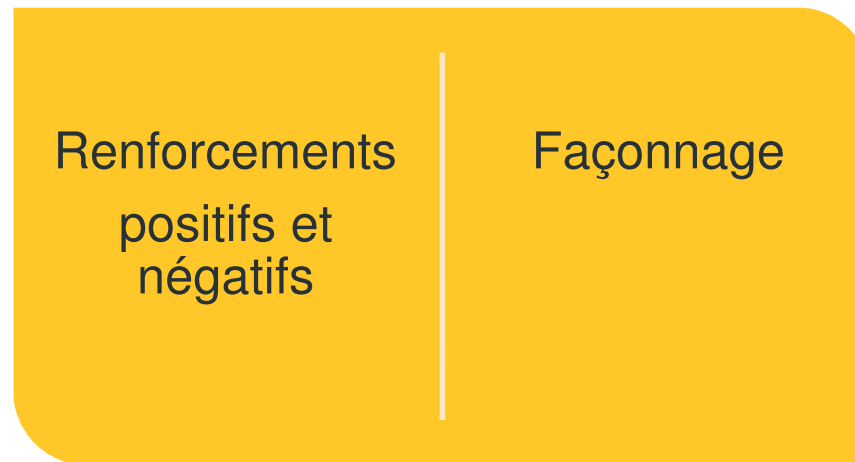 Renforcements
positifs et
négatifs
Façonnage